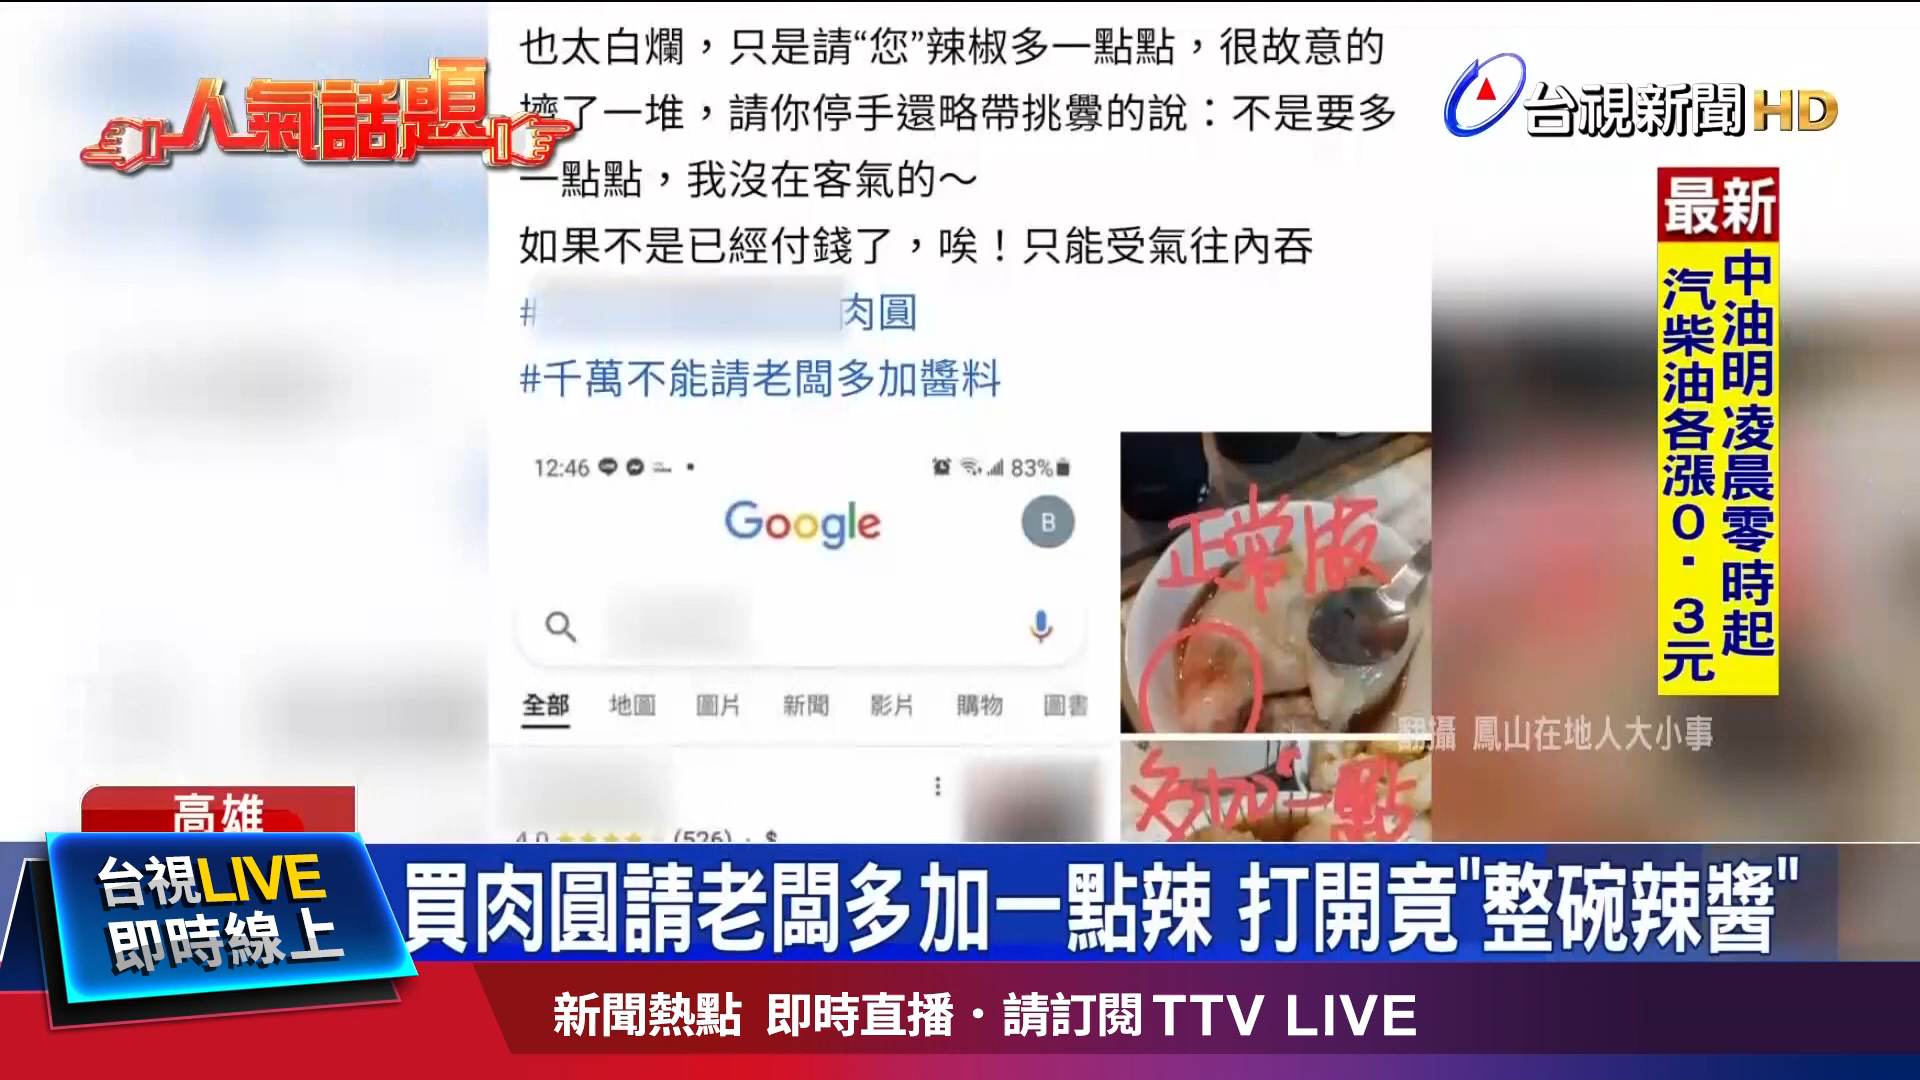 也太白爛，只是請“您”辣椒多一點點，很故意的
擠了一堆，請你停手還略帶挑釁的說：不是要多
一點點，我沒在客氣的～
如果不是已經付錢了，唉！只能受氣往內吞
# 肉圓
#千萬不能請老闆多加醬料
人氣話題
台視新聞HD
最新
中油明凌晨零時起
汽柴油各漲0.3元
12:46
83%
Google
B
全部 地圖 圖片 新聞 影片 購物 圖書
4.0 (526) · $
正常版
多加"一點
翻攝 鳳山在地人大小事
高雄
台視LIVE
即時線上
買肉圓請老闆多加一點辣 打開竟"整碗辣醬"
新聞熱點 即時直播・請訂閱TTV LIVE